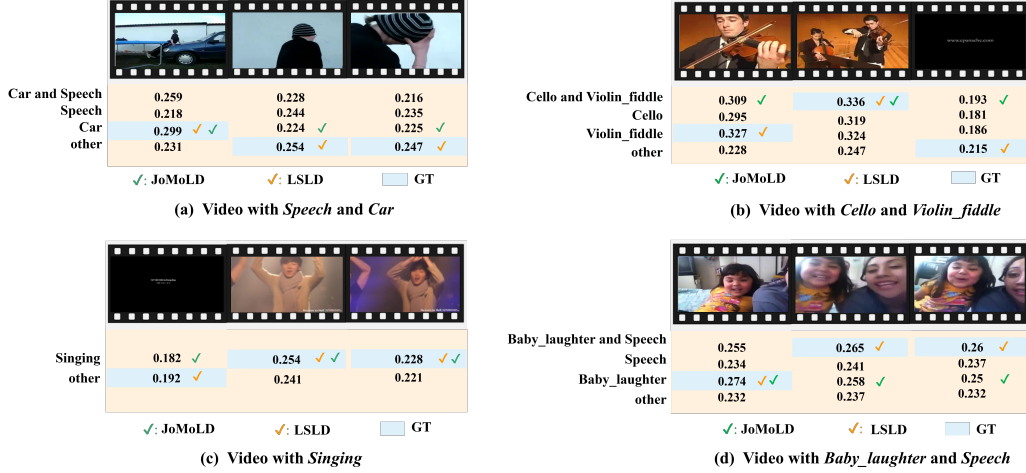 Car and Speech 0.259 0.228 0.216
Speech 0.218 0.244 0.235
Car 0.299 ✓ ✓ 0.224 ✓ 0.225 ✓
other 0.231 0.254 ✓ 0.247 ✓
✓: JoMoLD ✓: LSLD GT
(a) Video with Speech and Car
www.cpomusic.com
Cello and Violin_fiddle 0.309 ✓ 0.336 ✓ ✓ 0.193 ✓
Cello 0.295 0.319 0.181
Violin_fiddle 0.327 ✓ 0.324 0.186
other 0.228 0.247 0.215 ✓
✓: JoMoLD ✓: LSLD GT
(b) Video with Cello and Violin_fiddle
Singing 0.182 ✓ 0.254 ✓ ✓ 0.228 ✓ ✓
other 0.192 ✓ 0.241 0.221
✓: JoMoLD ✓: LSLD GT
(c) Video with Singing
Baby_laughter and Speech 0.255 0.265 ✓ 0.26 ✓
Speech 0.234 0.241 0.237
Baby_laughter 0.274 ✓ ✓ 0.258 ✓ 0.25 ✓
other 0.232 0.237 0.232
✓: JoMoLD ✓: LSLD GT
(d) Video with Baby_laughter and Speech